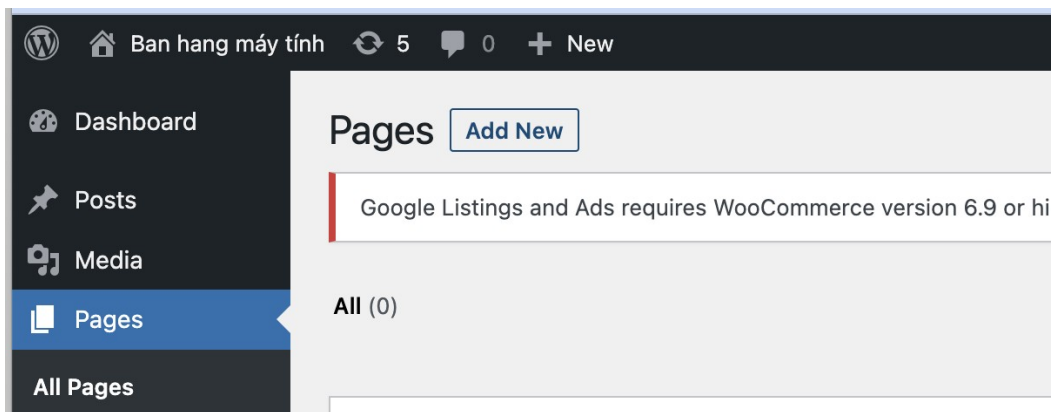 Ban hang máy tính 5 0 New
Dashboard
Posts
Media
Pages
All Pages
Pages Add New
Google Listings and Ads requires WooCommerce version 6.9 or hi
All (0)